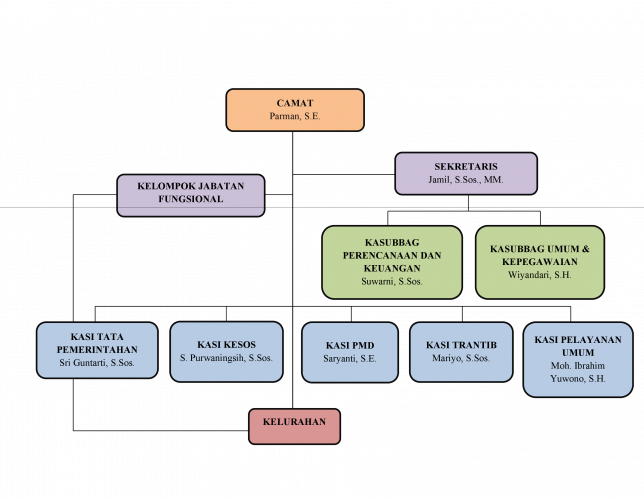 CAMAT
Parman, S.E.
SEKRETARIS
Jamil, S.Sos., MM.
KELOMPOK JABATAN
FUNGSIONAL
KASUBBAG
PERENCANAAN DAN
KEUANGAN
Suwarni, S.Sos.
KASUBBAG UMUM &
KEPEGAWAIAN
Wiyandari, S.H.
KASI TATA
PEMERINTAHAN
Sri Guntarti, S.Sos.
KASI KESOS
S. Purwaningsih, S.Sos.
KASI PMD
Saryanti, S.E.
KASI TRANTIB
Mariyo, S.Sos.
KASI PELAYANAN
UMUM
Moh. Ibrahim
Yuwono, S.H.
KELURAHAN